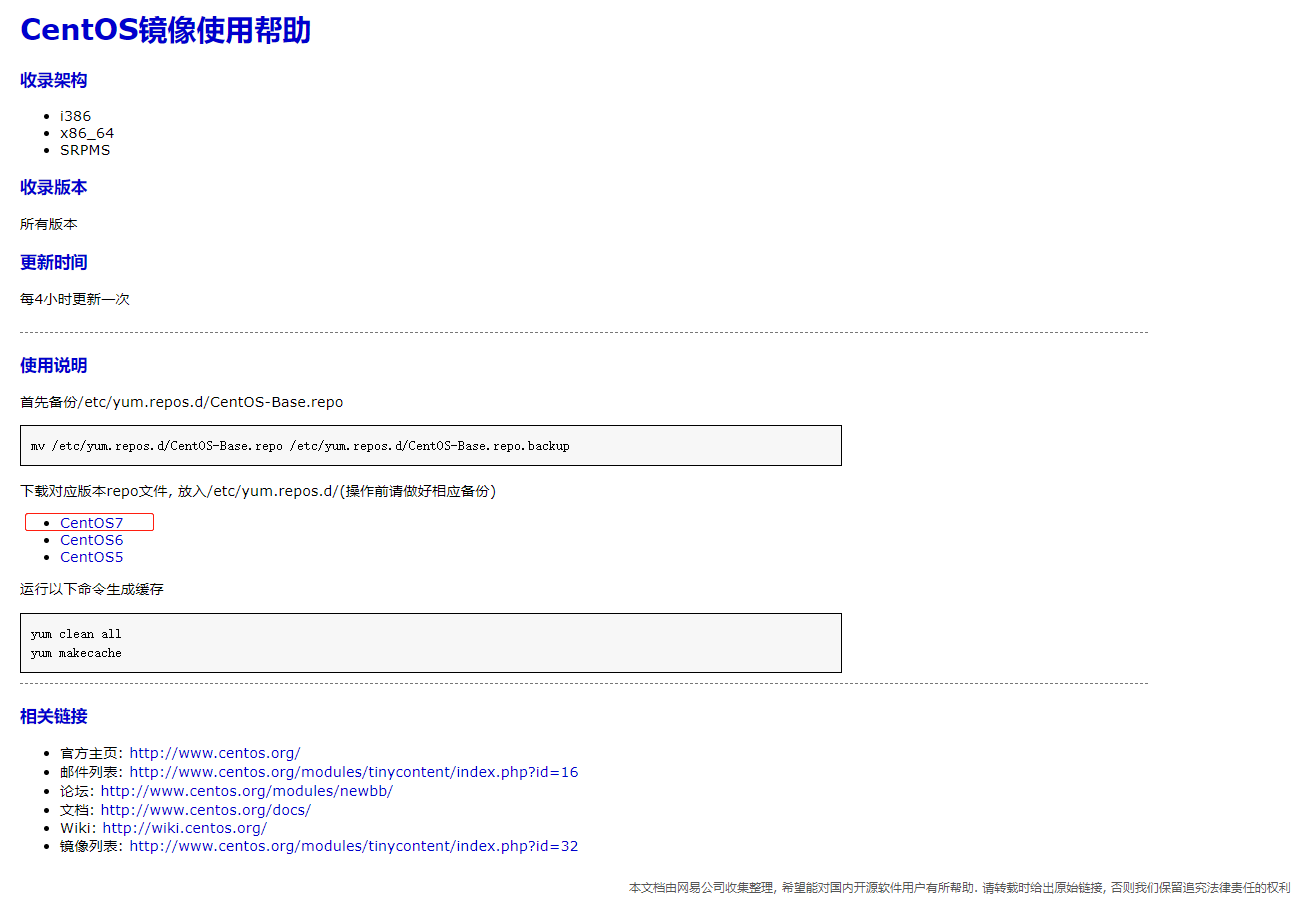 CentOS镜像使用帮助
收录架构
i386
x86_64
SRPMS
收录版本
所有版本
更新时间
每4小时更新一次
使用说明
首先备份/etc/yum.repos.d/CentOS-Base.repo
mv /etc/yum.repos.d/CentOS-Base.repo /etc/yum.repos.d/CentOS-Base.repo.backup
下载对应版本repo文件, 放入/etc/yum.repos.d/(操作前请做好相应备份)
CentOS7
CentOS6
CentOS5
运行以下命令生成缓存
yum clean all
yum makecache
相关链接
官方主页: http://www.centos.org/
邮件列表: http://www.centos.org/modules/tinycontent/index.php?id=16
论坛: http://www.centos.org/modules/newbb/
文档: http://www.centos.org/docs/
Wiki: http://wiki.centos.org/
镜像列表: http://www.centos.org/modules/tinycontent/index.php?id=32
本文档由网易公司收集整理, 希望能对国内开源软件用户有所帮助. 请转载时给出原始链接, 否则我们保留追究法律责任的权利